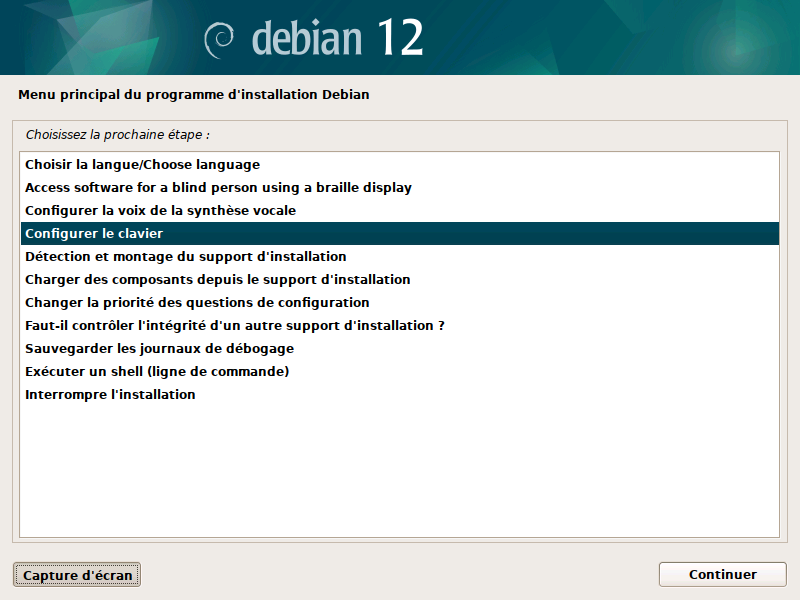 debian 12
Menu principal du programme d'installation Debian
Choisissez la prochaine étape :
Choisir la langue/Choose language
Access software for a blind person using a braille display
Configurer la voix de la synthèse vocale
Configurer le clavier
Détection et montage du support d'installation
Charger des composants depuis le support d'installation
Changer la priorité des questions de configuration
Faut-il contrôler l'intégrité d'un autre support d'installation ?
Sauvegarder les journaux de débogage
Exécuter un shell (ligne de commande)
Interrompre l'installation
Capture d'écran
Continuer